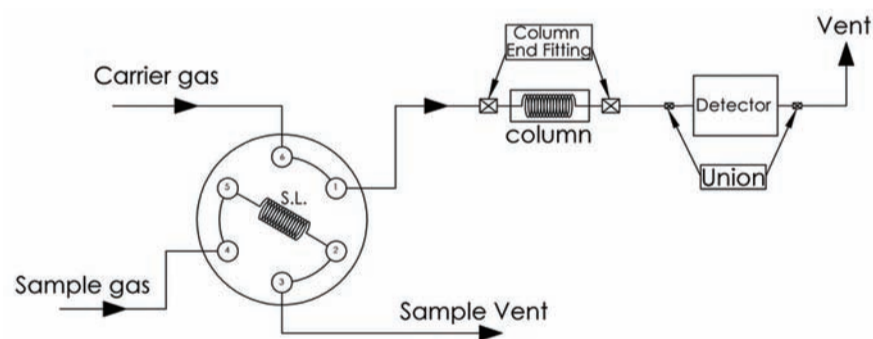 Carrier gas
Column
End Fitting
Vent
column
Detector
Union
6
1
5
S.L.
2
4
3
Sample gas
Sample Vent